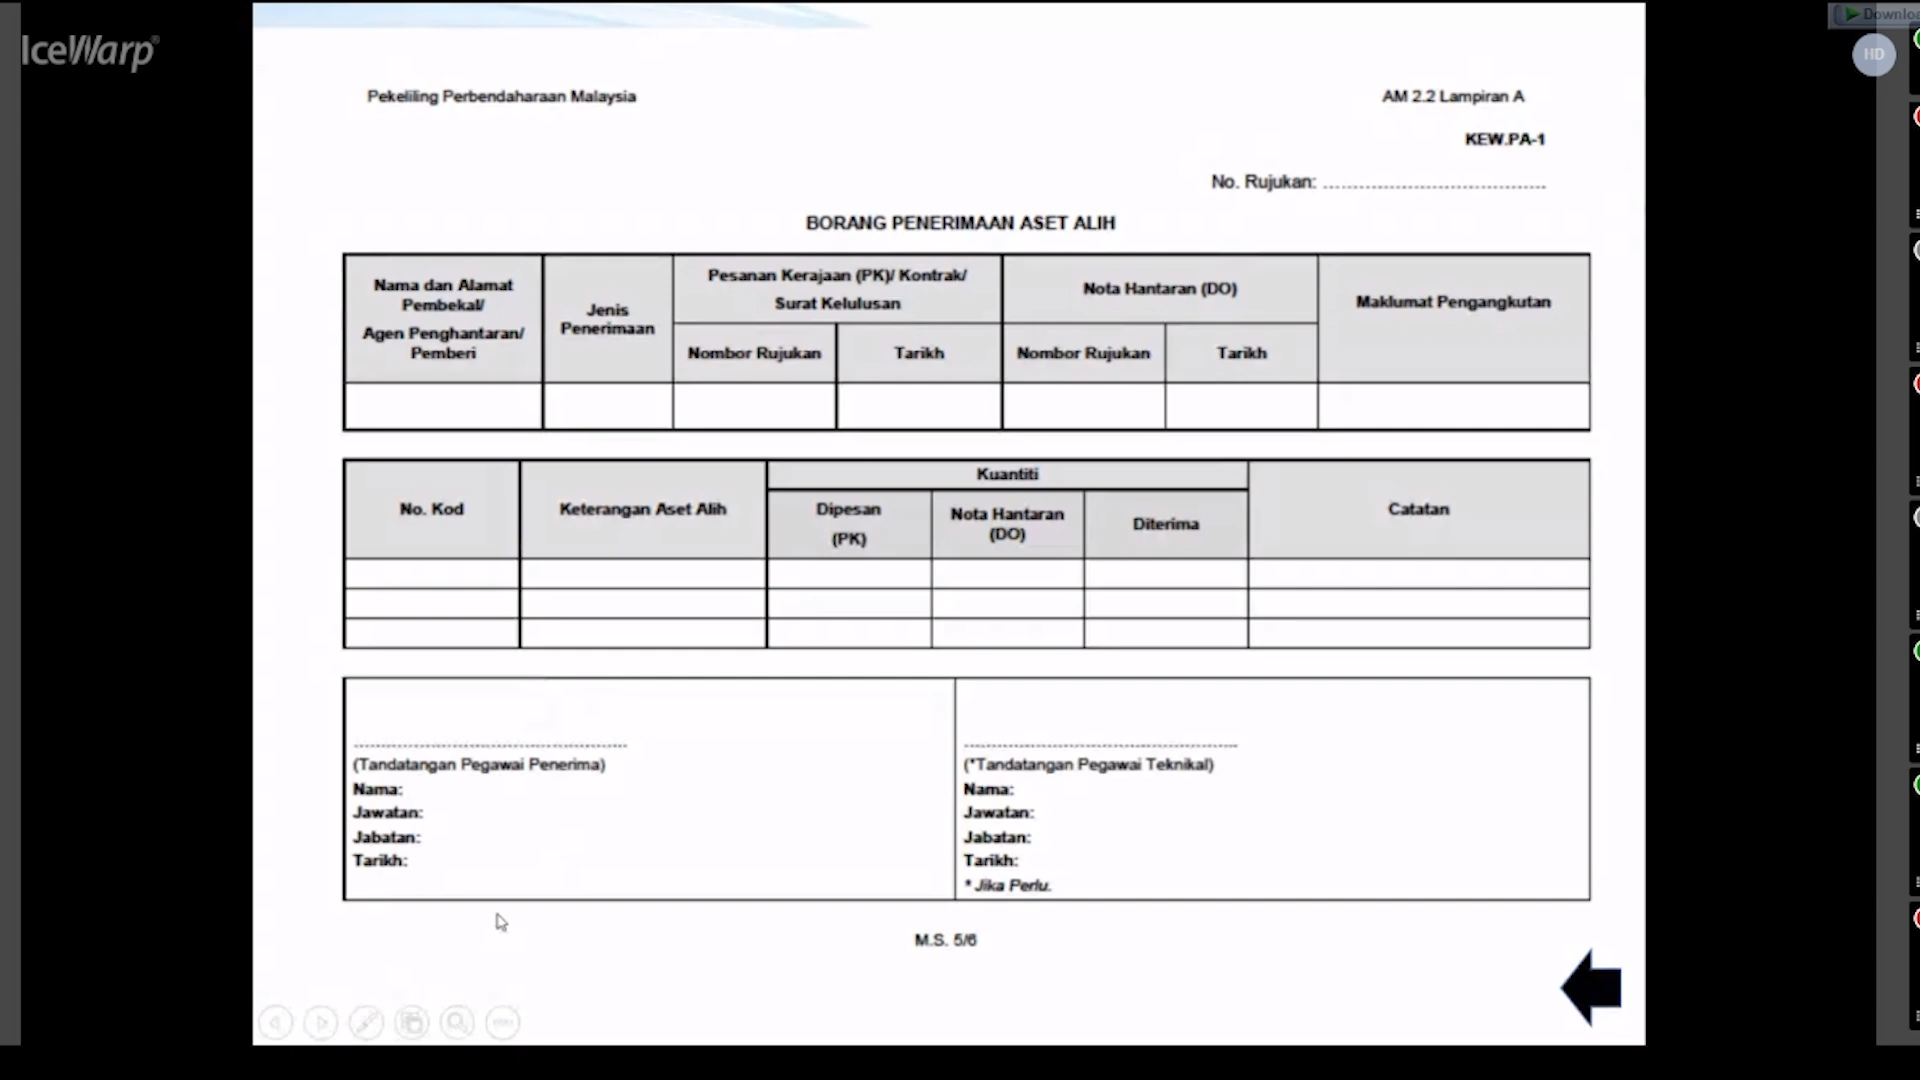 IceWarp®
HD
Pekeliling Perbendaharaan Malaysia
AM 2.2 Lampiran A
KEW.PA-1
No. Rujukan: ......................................
BORANG PENERIMAAN ASET ALIH
Nama dan Alamat
Pembekal/
Agen Penghantaran/
Pemberi
Jenis
Penerimaan
Pesanan Kerajaan (PK)/ Kontrak/
Surat Kelulusan
Nombor Rujukan
Tarikh
Nota Hantaran (DO)
Nombor Rujukan
Tarikh
Maklumat Pengangkutan
No. Kod
Keterangan Aset Alih
Kuantiti
Dipesan
(PK)
Nota Hantaran
(DO)
Diterima
Catatan
(Tandatangan Pegawai Penerima)
Nama:
Jawatan:
Jabatan:
Tarikh:
(*Tandatangan Pegawai Teknikal)
Nama:
Jawatan:
Jabatan:
Tarikh:
* Jika Perlu.
M.S. 5/6